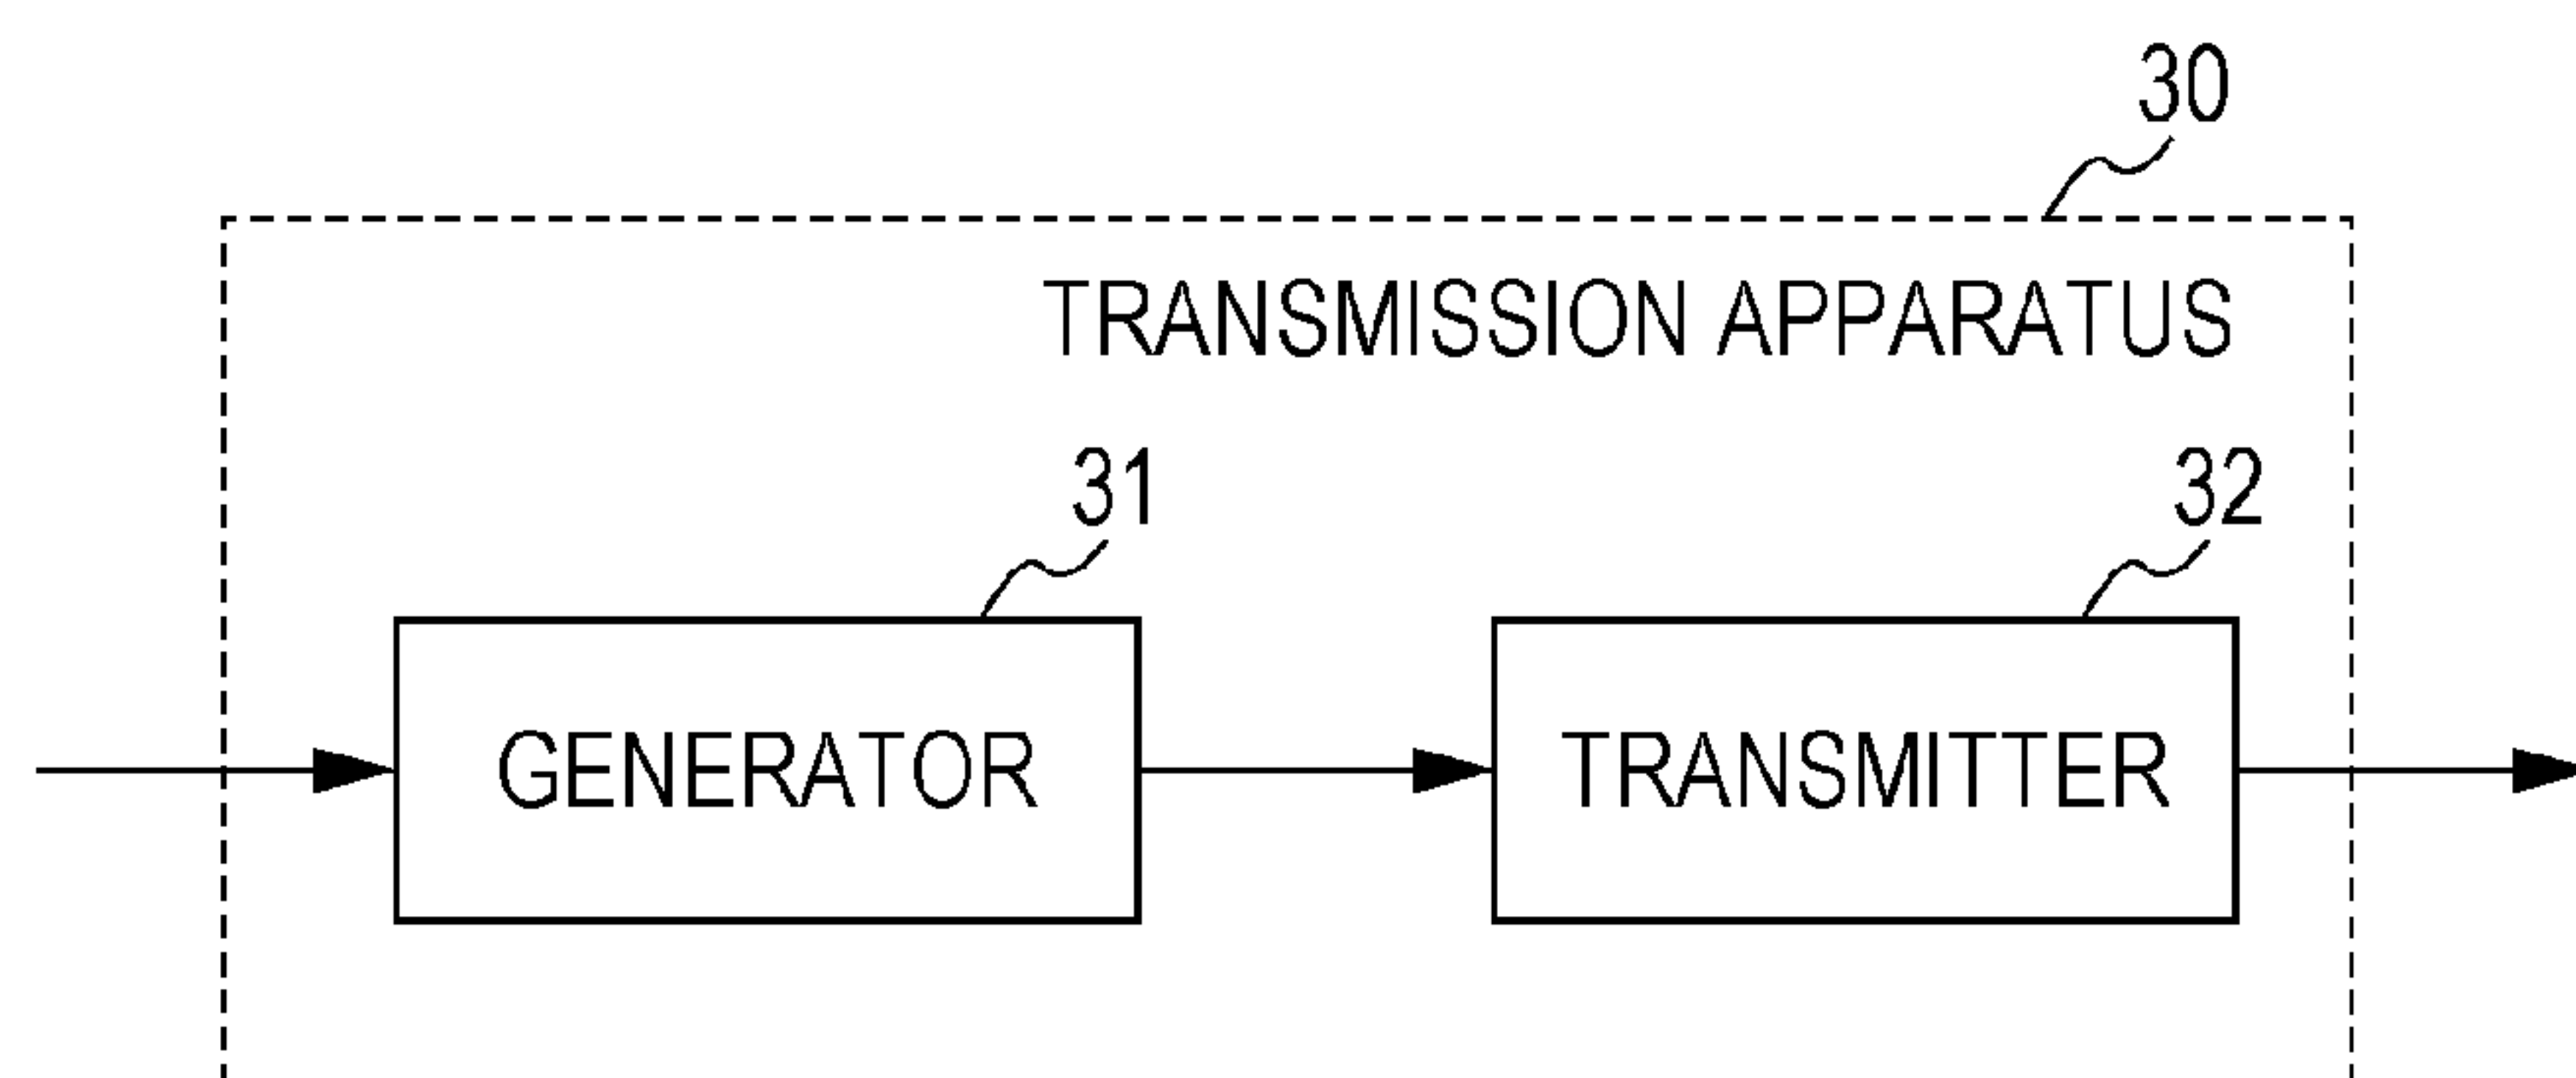 30
TRANSMISSION APPARATUS
31
32
GENERATOR
TRANSMITTER